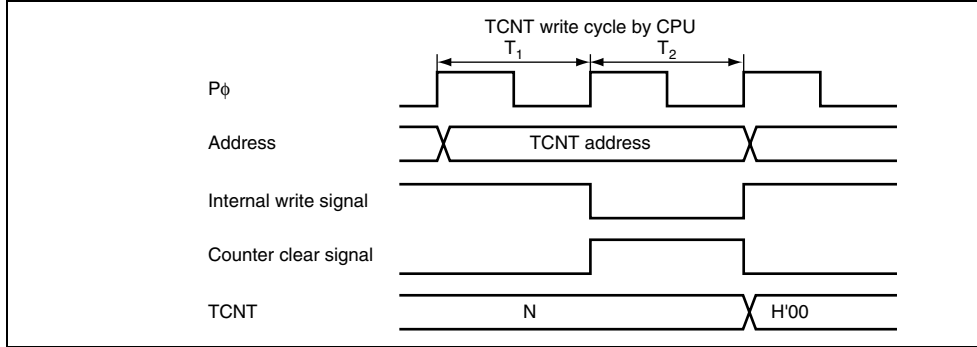 TCNT write cycle by CPU
T1 T2
Pϕ
Address TCNT address
Internal write signal
Counter clear signal
TCNT N H'00